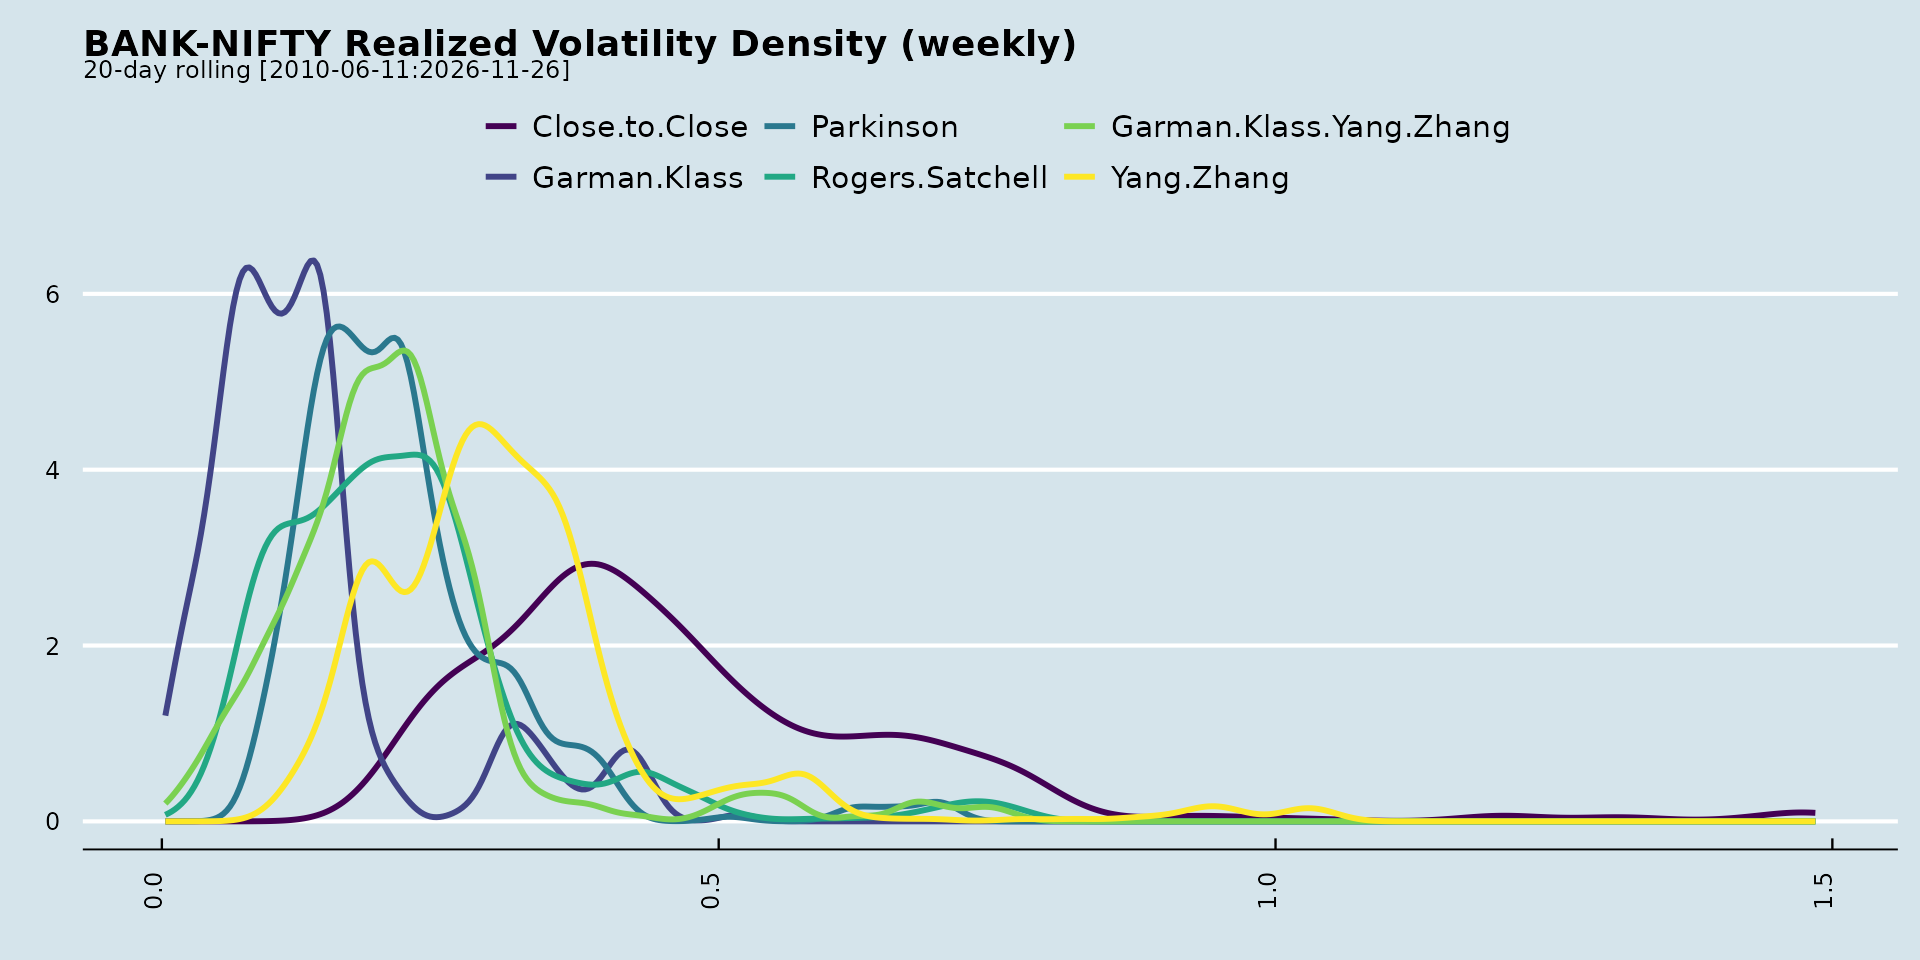 BANK-NIFTY Realized Volatility Density (weekly)
20-day rolling [2010-06-11:2026-11-26]
Close.to.Close Parkinson Garman.Klass.Yang.Zhang
Garman.Klass Rogers.Satchell Yang.Zhang
6
4
2
0
0.0 0.5 1.0 1.5